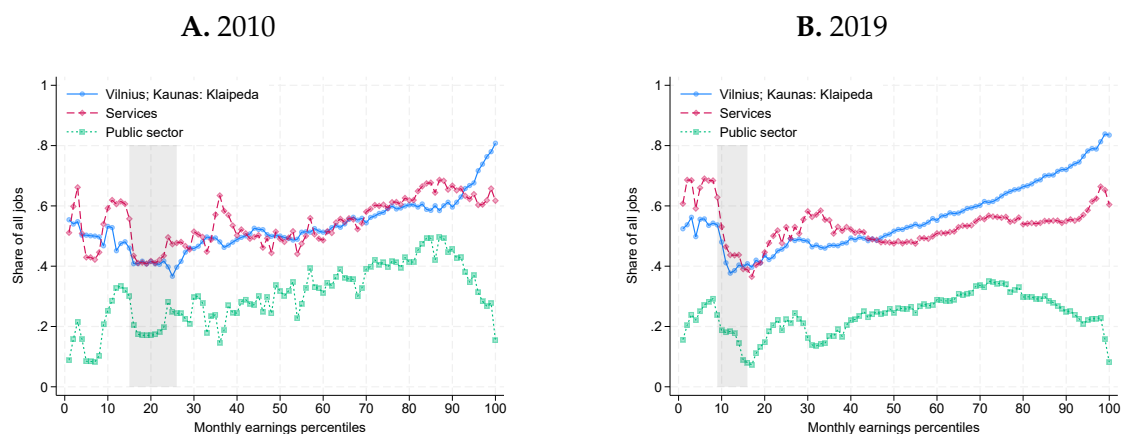 A. 2010
1
.8
.6
.4
.2
0
Share of all jobs
Vilnius; Kaunas: Klaipeda
Services
Public sector
0 10 20 30 40 50 60 70 80 90 100
Monthly earnings percentiles
B. 2019
1
.8
.6
.4
.2
0
Share of all jobs
Vilnius; Kaunas: Klaipeda
Services
Public sector
0 10 20 30 40 50 60 70 80 90 100
Monthly earnings percentiles